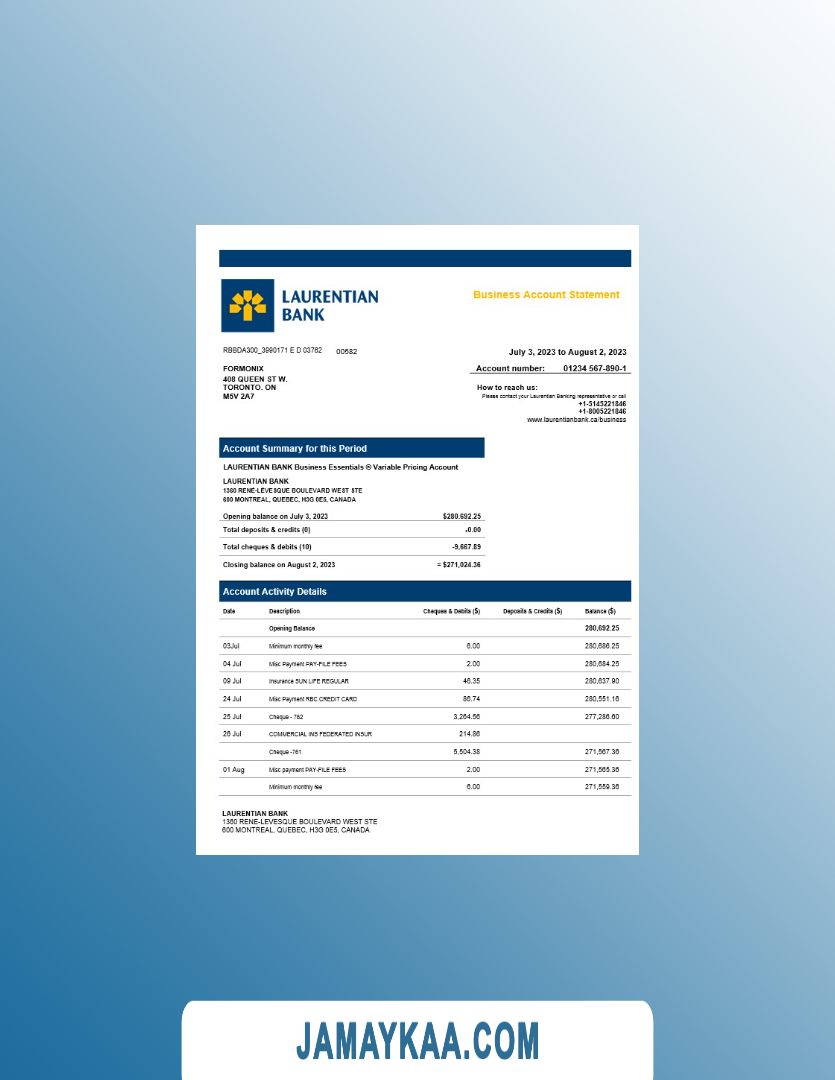 LAURENTIAN
BANK
Business Account Statement
RBBDA300_3990171 E D 03762 00682
July 3, 2023 to August 2, 2023
FORMONIX
408 QUEEN ST W.
TORONTO. ON
M5V 2A7
Account number: 01234 567-890-1
How to reach us:
Please contact your Laurentian Banking representive or call
+1-5145221846
+1-8005221846
www.laurentianbank.ca/business
Account Summary for this Period
LAURENTIAN BANK Business Essentials ® Variable Pricing Account
LAURENTIAN BANK
1360 RENÉ-LÉVESQUE BOULEVARD WEST STE
600 MONTREAL, QUEBEC, H3G 0E5, CANADA
Opening balance on July 3, 2023 $280.692.25
Total deposits & credits (0) -0.00
Total cheques & debits (10) -9,667.89
Closing balance on August 2, 2023 = $271,024.36
Account Activity Details
Date Description Cheques & Debits ($) Deposits & Credits ($) Balance ($)
Opening Balance 280,692.25
03Jul Minimum monthly fee 6.00 280,686.25
04 Jul Misc Payment PAY-FILE FEES 2.00 280,684.25
09 Jul Insurance SUN LIFE REGULAR 46.35 280,637.90
24 Jul Misc Payment RBC CREDIT CARD 86.74 280,551.16
25 Jul Cheque - 762 3,264.56 277,286.60
26 Jul COMMERCIAL INS FEDERATED INSUR 214.86
Cheque -761 5,504.38 271,567.36
01 Aug Misc payment PAY-FILE FEES 2.00 271,565.36
Minimum monthly fee 6.00 271,559.36
LAURENTIAN BANK
1360 RENÉ-LEVESQUE BOULEVARD WEST STE
600 MONTREAL, QUEBEC, H3G 0E5, CANADA
JAMAYKAA.COM